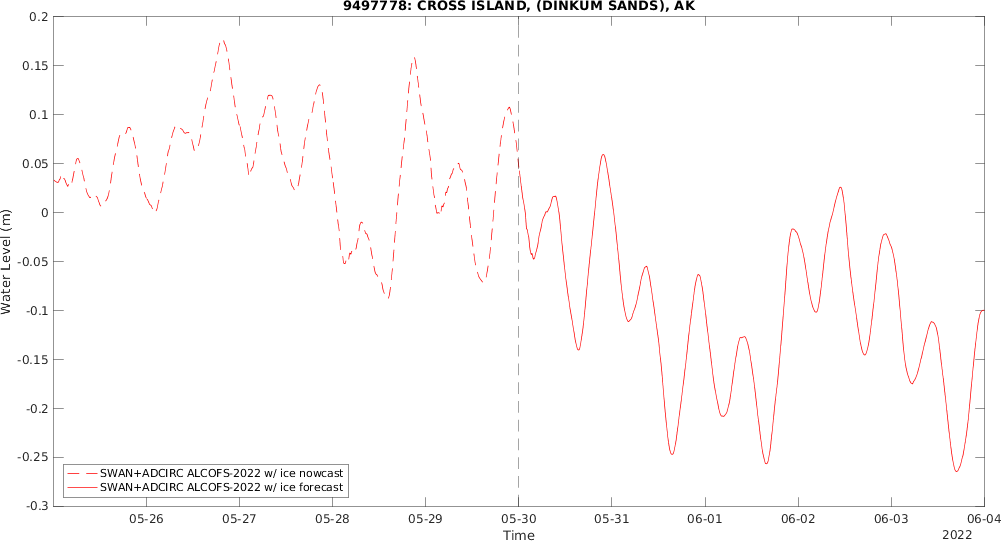 9497778: CROSS ISLAND, (DINKUM SANDS), AK
0.2
0.15
0.1
0.05
0
-0.05
-0.1
-0.15
-0.2
-0.25
-0.3
Water Level (m)
SWAN+ADCIRC ALCOFS-2022 w/ ice nowcast
SWAN+ADCIRC ALCOFS-2022 w/ ice forecast
05-26 05-27 05-28 05-29 05-30 05-31 06-01 06-02 06-03 06-04
Time
2022